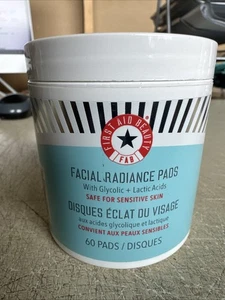 FIRST AID BEAUTY
FAB
FACIAL RADIANCE PADS
With Glycolic + Lactic Acids
SAFE FOR SENSITIVE SKIN
DISQUES ÉCLAT DU VISAGE
aux acides glycolique et lactique
CONVIENT AUX PEAUX SENSIBLES
60 PADS / DISQUES